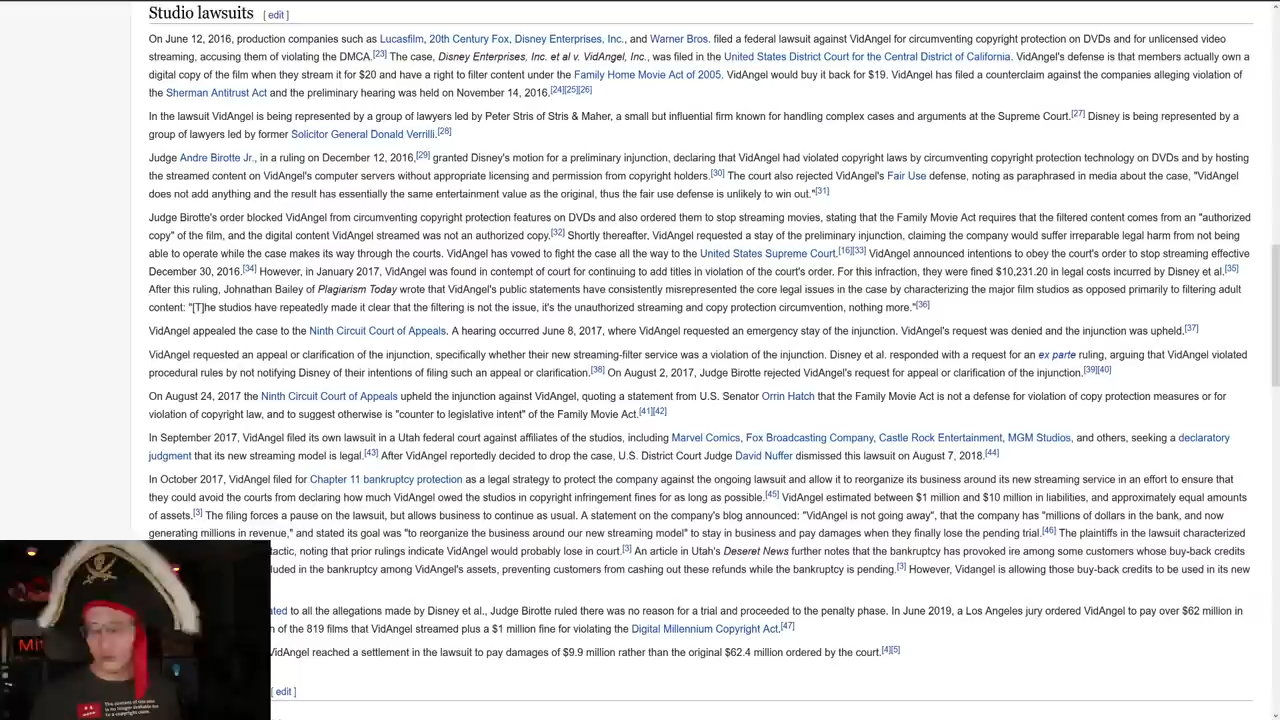 Studio lawsuits [ edit ]
On June 12, 2016, production companies such as Lucasfilm, 20th Century Fox, Disney Enterprises, Inc., and Warner Bros. filed a federal lawsuit against VidAngel for circumventing copyright protection on DVDs and for unlicensed video
streaming, accusing them of violating the DMCA.[23] The case, Disney Enterprises, Inc. et al v. VidAngel, Inc., was filed in the United States District Court for the Central District of California. VidAngel's defense is that members actually own a
digital copy of the film when they stream it for $20 and have a right to filter content under the Family Home Movie Act of 2005. VidAngel would buy it back for $19. VidAngel has filed a counterclaim against the companies alleging violation of
the Sherman Antitrust Act and the preliminary hearing was held on November 14, 2016.[24][25][26]
In the lawsuit VidAngel is being represented by a group of lawyers led by Peter Stris of Stris & Maher, a small but influential firm known for handling complex cases and arguments at the Supreme Court.[27] Disney is being represented by a
group of lawyers led by former Solicitor General Donald Verrilli.[28]
Judge Andre Birotte Jr., in a ruling on December 12, 2016,[29] granted Disney's motion for a preliminary injunction, declaring that VidAngel had violated copyright laws by circumventing copyright protection technology on DVDs and by hosting
the streamed content on VidAngel's computer servers without appropriate licensing and permission from copyright holders.[30] The court also rejected VidAngel's Fair Use defense, noting as paraphrased in media about the case, "VidAngel
does not add anything and the result has essentially the same entertainment value as the original, thus the fair use defense is unlikely to win out."[31]
Judge Birotte's order blocked VidAngel from circumventing copyright protection features on DVDs and also ordered them to stop streaming movies, stating that the Family Movie Act requires that the filtered content comes from an "authorized
copy" of the film, and the digital content VidAngel streamed was not an authorized copy.[32] Shortly thereafter, VidAngel requested a stay of the preliminary injunction, claiming the company would suffer irreparable legal harm from not being
able to operate while the case makes its way through the courts. VidAngel has vowed to fight the case all the way to the United States Supreme Court.[16][33] VidAngel announced intentions to obey the court's order to stop streaming effective
December 30, 2016.[34] However, in January 2017, VidAngel was found in contempt of court for continuing to add titles in violation of the court's order. For this infraction, they were fined $10,231.20 in legal costs incurred by Disney et al.[35]
After this ruling, Johnathan Bailey of Plagiarism Today wrote that VidAngel's public statements have consistently misrepresented the core legal issues in the case by characterizing the major film studios as opposed primarily to filtering adult
content: "[T]he studios have repeatedly made it clear that the filtering is not the issue, it's the unauthorized streaming and copy protection circumvention, nothing more."[36]
VidAngel appealed the case to the Ninth Circuit Court of Appeals. A hearing occurred June 8, 2017, where VidAngel requested an emergency stay of the injunction. VidAngel's request was denied and the injunction was upheld.[37]
VidAngel requested an appeal or clarification of the injunction, specifically whether their new streaming-filter service was a violation of the injunction. Disney et al. responded with a request for an ex parte ruling, arguing that VidAngel violated
procedural rules by not notifying Disney of their intentions of filing such an appeal or clarification.[38] On August 2, 2017, Judge Birotte rejected VidAngel's request for appeal or clarification of the injunction.[39][40]
On August 24, 2017 the Ninth Circuit Court of Appeals upheld the injunction against VidAngel, quoting a statement from U.S. Senator Orrin Hatch that the Family Movie Act is not a defense for violation of copy protection measures or for
violation of copyright law, and to suggest otherwise is "counter to legislative intent" of the Family Movie Act.[41][42]
In September 2017, VidAngel filed its own lawsuit in a Utah federal court against affiliates of the studios, including Marvel Comics, Fox Broadcasting Company, Castle Rock Entertainment, MGM Studios, and others, seeking a declaratory
judgment that its new streaming model is legal.[43] After VidAngel reportedly decided to drop the case, U.S. District Court Judge David Nuffer dismissed this lawsuit on August 7, 2018.[44]
In October 2017, VidAngel filed for Chapter 11 bankruptcy protection as a legal strategy to protect the company against the ongoing lawsuit and allow it to reorganize its business around its new streaming service in an effort to ensure that
they could avoid the courts from declaring how much VidAngel owed the studios in copyright infringement fines for as long as possible.[45] VidAngel estimated between $1 million and $10 million in liabilities, and approximately equal amounts
of assets.[3] The filing forces a pause on the lawsuit, but allows business to continue as usual. A statement on the company's blog announced: "VidAngel is not going away", that the company has "millions of dollars in the bank, and now
generating millions in revenue," and stated its goal was "to reorganize the business around our new streaming model" to stay in business and pay damages when they finally lose the pending trial.[46] The plaintiffs in the lawsuit characterized
tactic, noting that prior rulings indicate VidAngel would probably lose in court.[3] An article in Utah's Deseret News further notes that the bankruptcy has provoked ire among some customers whose buy-back credits
luded in the bankruptcy among VidAngel's assets, preventing customers from cashing out these refunds while the bankruptcy is pending.[3] However, Vidangel is allowing those buy-back credits to be used in its new
ated to all the allegations made by Disney et al., Judge Birotte ruled there was no reason for a trial and proceeded to the penalty phase. In June 2019, a Los Angeles jury ordered VidAngel to pay over $62 million in
n of the 819 films that VidAngel streamed plus a $1 million fine for violating the Digital Millennium Copyright Act.[47]
VidAngel reached a settlement in the lawsuit to pay damages of $9.9 million rather than the original $62.4 million ordered by the court.[4][5]
[ edit ]